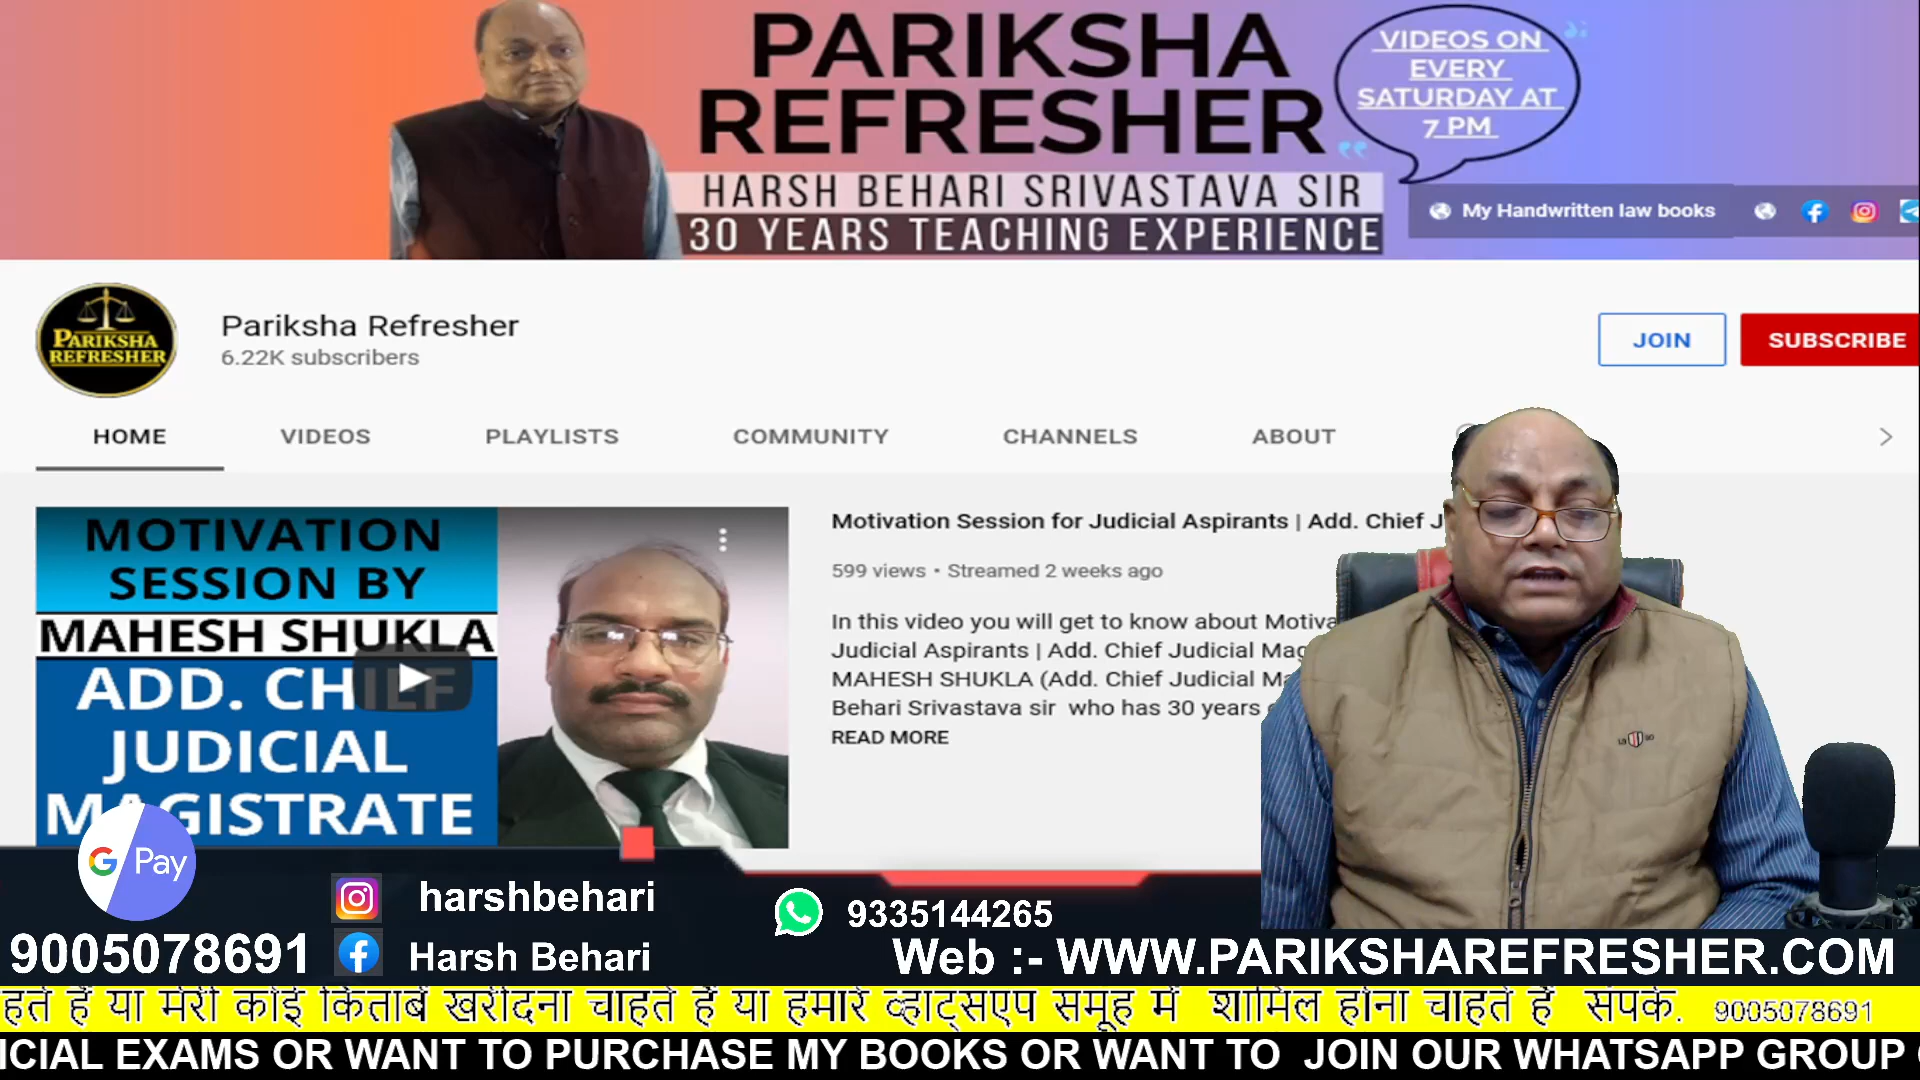 PARIKSHA
REFRESHER
HARSH BEHARI SRIVASTAVA SIR
30 YEARS TEACHING EXPERIENCE
VIDEOS ON
EVERY
SATURDAY AT
7 PM
My Handwritten law books
PARIKSHA
REFRESHER
Pariksha Refresher
6.22K subscribers
JOIN
SUBSCRIBE
HOME VIDEOS PLAYLISTS COMMUNITY CHANNELS ABOUT
MOTIVATION
SESSION BY
MAHESH SHUKLA
ADD. CHIEF
JUDICIAL
MAGISTRATE
Motivation Session for Judicial Aspirants | Add. Chief J
599 views • Streamed 2 weeks ago
In this video you will get to know about Motiva
Judicial Aspirants | Add. Chief Judicial Mag
MAHESH SHUKLA (Add. Chief Judicial Ma
Behari Srivastava sir who has 30 years
READ MORE
G Pay
9005078691
harshbehari
Harsh Behari
9335144265
Web :- WWW.PARIKSHAREFRESHER.COM
हते हैं या मेरी कोई किताबें खरीदना चाहते हैं या हमारे व्हाट्सएप समूह में शामिल होना चाहते हैं संपर्क. 9005078691
ICIAL EXAMS OR WANT TO PURCHASE MY BOOKS OR WANT TO JOIN OUR WHATSAPP GROUP